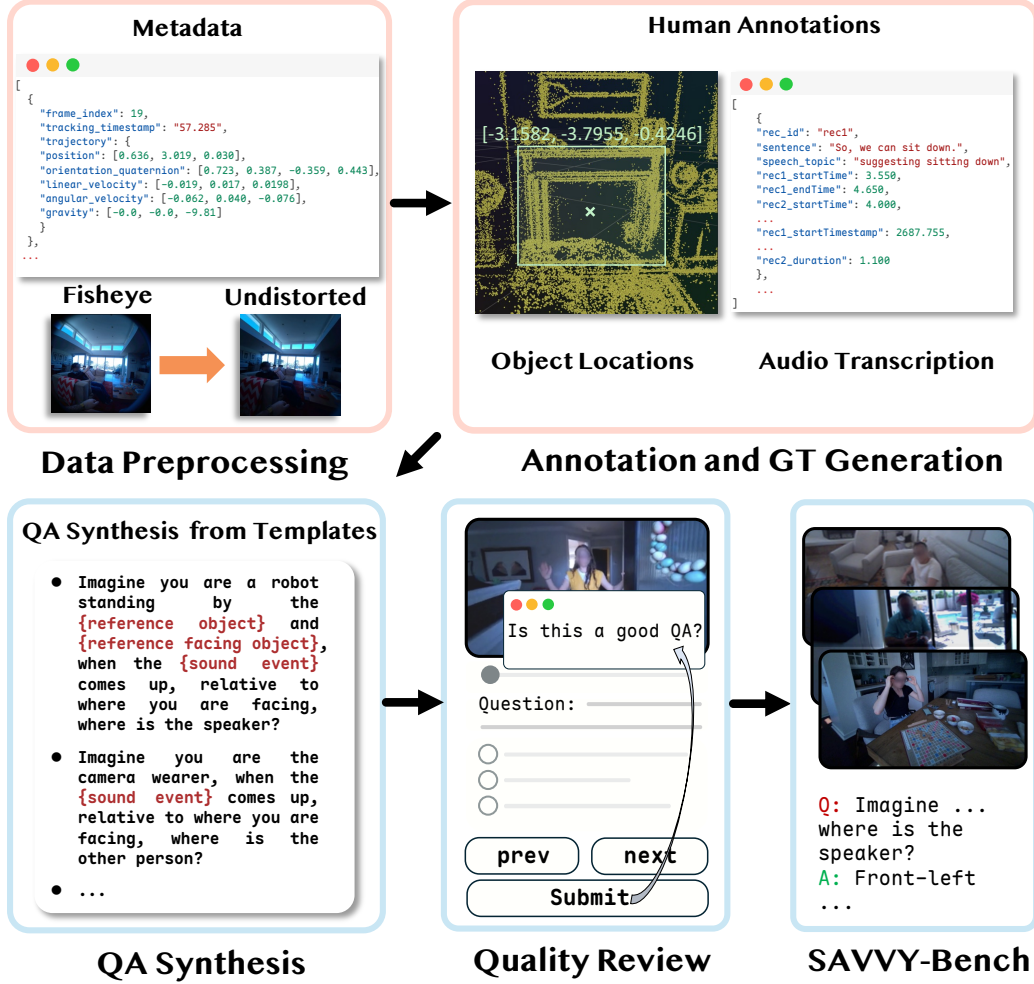 Metadata
[
{
"frame_index": 19,
"tracking_timestamp": "57.285",
"trajectory": {
"position": [0.636, 3.019, 0.030],
"orientation_quaternion": [0.723, 0.387, -0.359, 0.443],
"linear_velocity": [-0.019, 0.017, 0.0198],
"angular_velocity": [-0.062, 0.040, -0.076],
"gravity": [-0.0, -0.0, -9.81]
}
},
...
Fisheye
Undistorted
Data Preprocessing
Human Annotations
[-3.1582, -3.7955, -0.4246]
Object Locations
[
{
"rec_id": "rec1",
"sentence": "So, we can sit down.",
"speech_topic": "suggesting sitting down",
"rec1_startTime": 3.550,
"rec1_endTime": 4.650,
"rec2_startTime": 4.000,
...
"rec1_startTimestamp": 2687.755,
...
"rec2_duration": 1.100
},
...
]
Audio Transcription
Annotation and GT Generation
QA Synthesis from Templates
● Imagine you are a robot
standing by the
{reference object} and
{reference facing object},
when the {sound event}
comes up, relative to
where you are facing,
where is the speaker?
● Imagine you are the
camera wearer, when the
{sound event} comes up,
relative to where you are
facing, where is the
other person?
● ...
QA Synthesis
Is this a good QA?
Question:
prev
next
Submit
Quality Review
Q: Imagine ...
where is the
speaker?
A: Front-left
...
SAVVY-Bench